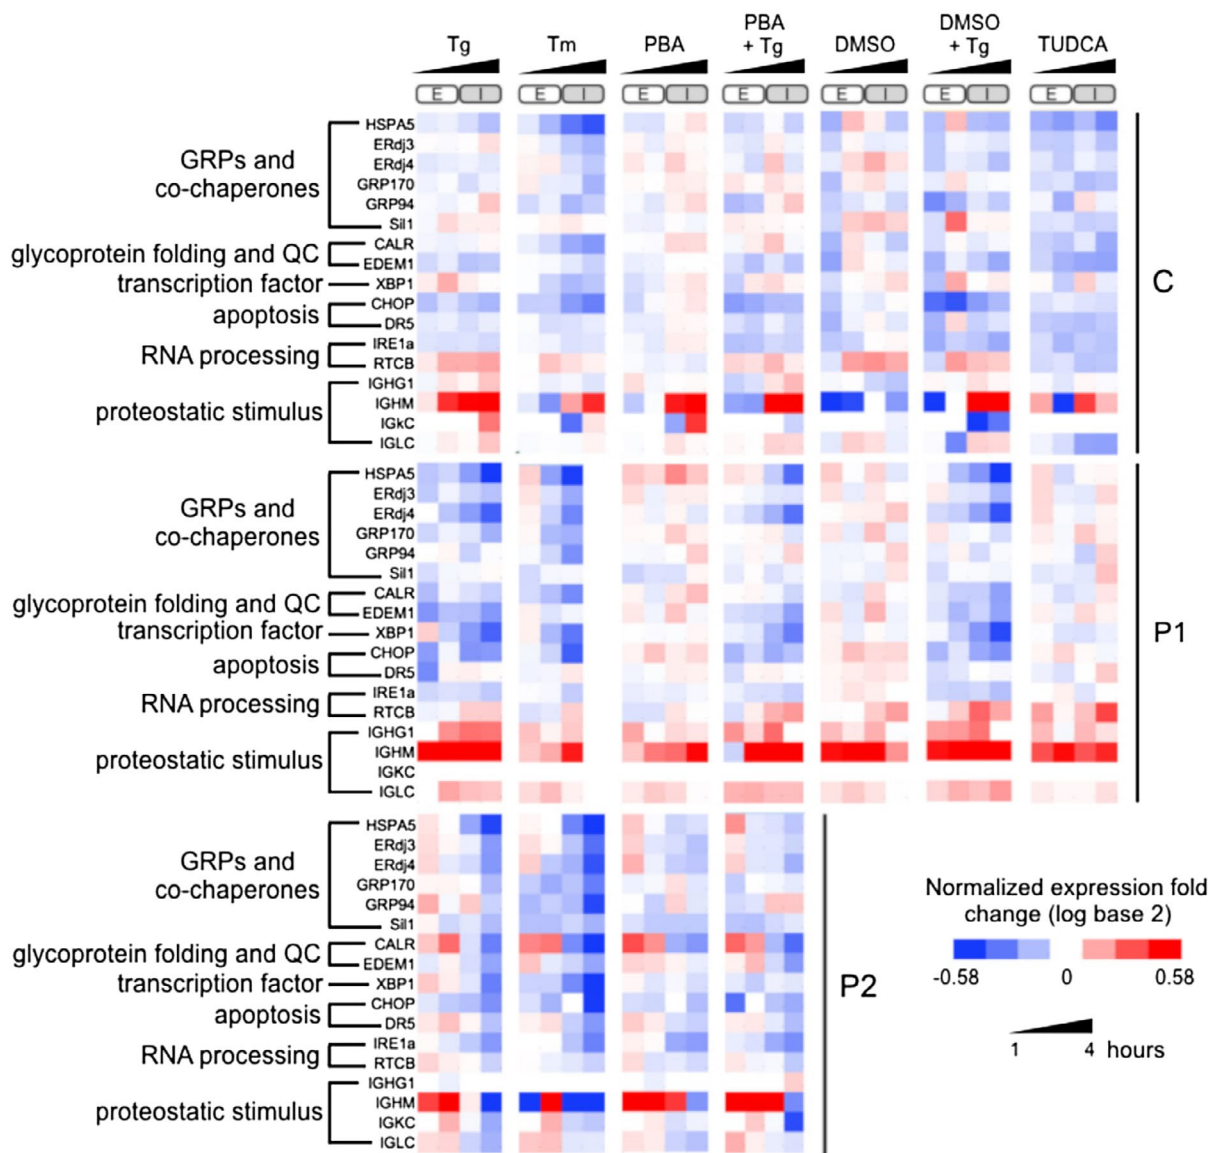 Tg Tm PBA PBA + Tg DMSO DMSO + Tg TUDCA
E I E I E I E I E I E I E I
GRPs and co-chaperones
HSPA5
ERdj3
ERdj4
GRP170
GRP94
Sil1
glycoprotein folding and QC
CALR
EDEM1
transcription factor
XBP1
apoptosis
CHOP
DR5
RNA processing
IRE1a
RTCB
proteostatic stimulus
IGHG1
IGHM
IGkC
IGLC
C
GRPs and co-chaperones
HSPA5
ERdj3
ERdj4
GRP170
GRP94
Sil1
glycoprotein folding and QC
CALR
EDEM1
transcription factor
XBP1
apoptosis
CHOP
DR5
RNA processing
IRE1a
RTCB
proteostatic stimulus
IGHG1
IGHM
IGKC
IGLC
P1
GRPs and co-chaperones
HSPA5
ERdj3
ERdj4
GRP170
GRP94
Sil1
glycoprotein folding and QC
CALR
EDEM1
transcription factor
XBP1
apoptosis
CHOP
DR5
RNA processing
IRE1a
RTCB
proteostatic stimulus
IGHG1
IGHM
IGKC
IGLC
P2
Normalized expression fold
change (log base 2)
-0.58 0 0.58
1 4 hours